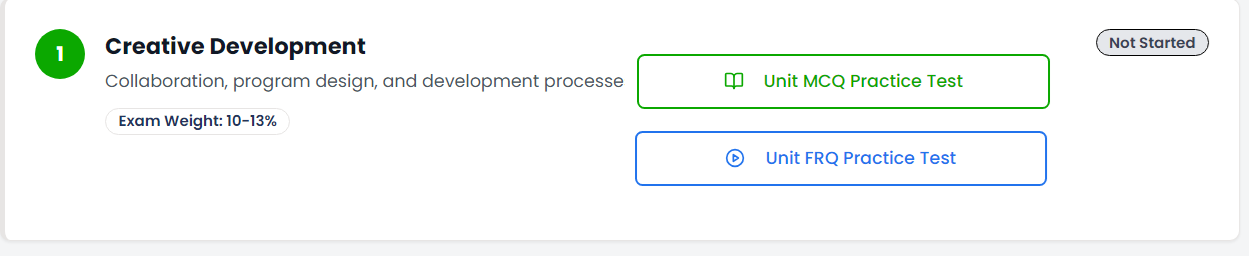 1
Creative Development
Not Started
Collaboration, program design, and development processe
Unit MCQ Practice Test
Exam Weight: 10-13%
Unit FRQ Practice Test